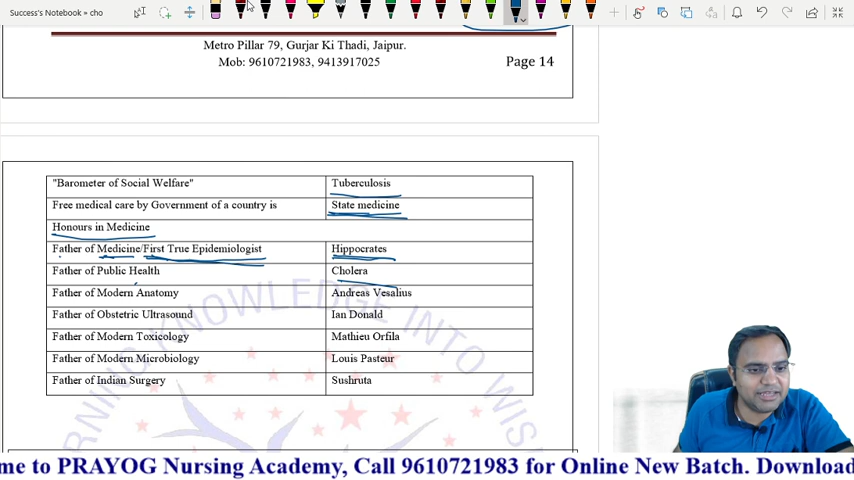 Success's Notebook » cho
Metro Pillar 79, Gurjar Ki Thadi, Jaipur.
Mob: 9610721983, 9413917025
Page 14
"Barometer of Social Welfare" Tuberculosis
Free medical care by Government of a country is State medicine
Honours in Medicine
Father of Medicine/First True Epidemiologist Hippocrates
Father of Public Health Cholera
Father of Modern Anatomy Andreas Vesalius
Father of Obstetric Ultrasound Ian Donald
Father of Modern Toxicology Mathieu Orfila
Father of Modern Microbiology Louis Pasteur
Father of Indian Surgery Sushruta
RNING KNOWLEDGE INTO WIS
me to PRAYOG Nursing Academy, Call 9610721983 for Online New Batch. Download